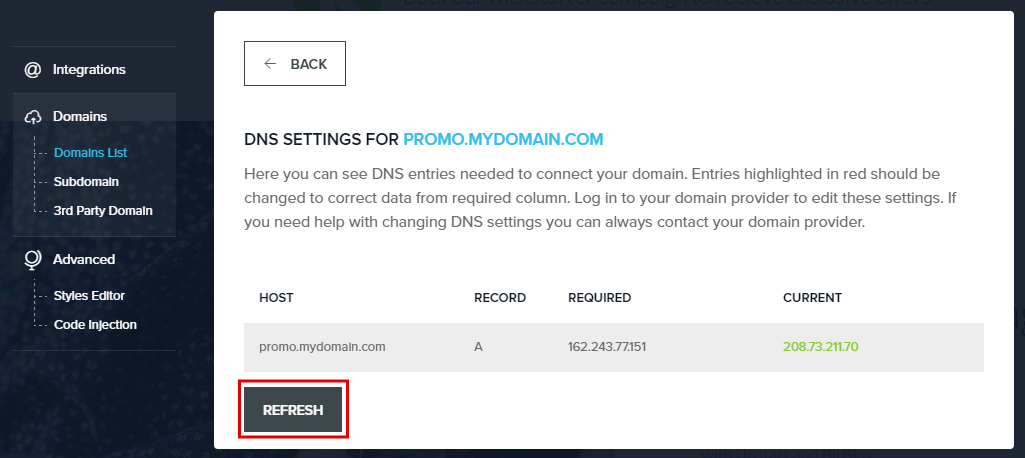 Integrations
Domains
Domains List
Subdomain
3rd Party Domain
Advanced
Styles Editor
Code Injection
BACK
DNS SETTINGS FOR PROMO.MYDOMAIN.COM
Here you can see DNS entries needed to connect your domain. Entries highlighted in red should be
changed to correct data from required column. Log in to your domain provider to edit these settings. If
you need help with changing DNS settings you can always contact your domain provider.
HOST RECORD REQUIRED CURRENT
promo.mydomain.com A 162.243.77.151 208.73.211.70
REFRESH